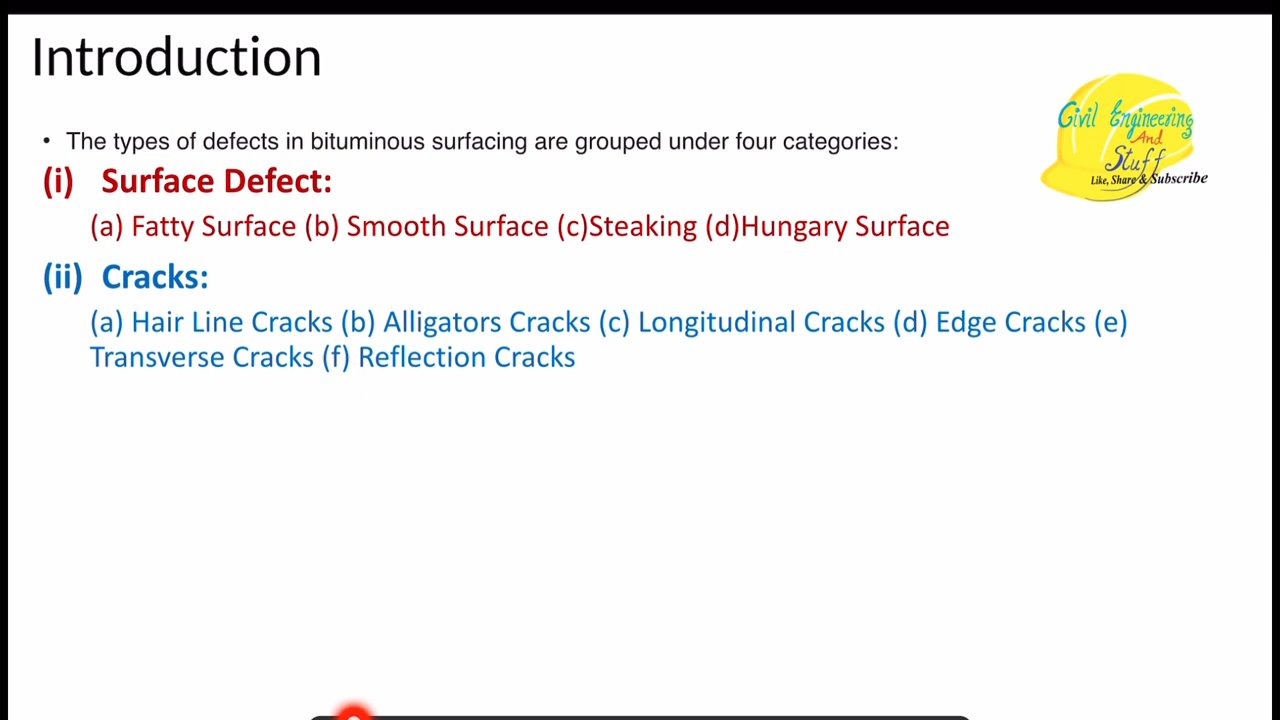 Introduction
• The types of defects in bituminous surfacing are grouped under four categories:
(i) Surface Defect:
(a) Fatty Surface (b) Smooth Surface (c)Steaking (d)Hungary Surface
(ii) Cracks:
(a) Hair Line Cracks (b) Alligators Cracks (c) Longitudinal Cracks (d) Edge Cracks (e)
Transverse Cracks (f) Reflection Cracks
Civil Engineering
And
Stuff
Like, Share & Subscribe